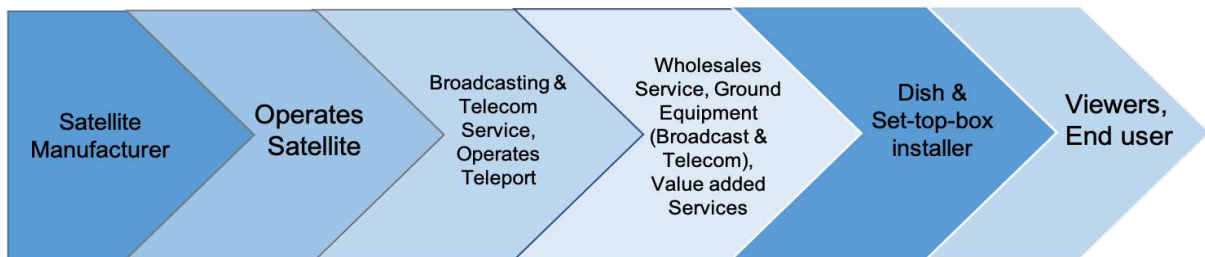 Satellite
Manufacturer
Operates
Satellite
Broadcasting &
Telecom
Service,
Operates
Teleport
Wholesales
Service, Ground
Equipment
(Broadcast &
Telecom),
Value added
Services
Dish &
Set-top-box
installer
Viewers,
End user